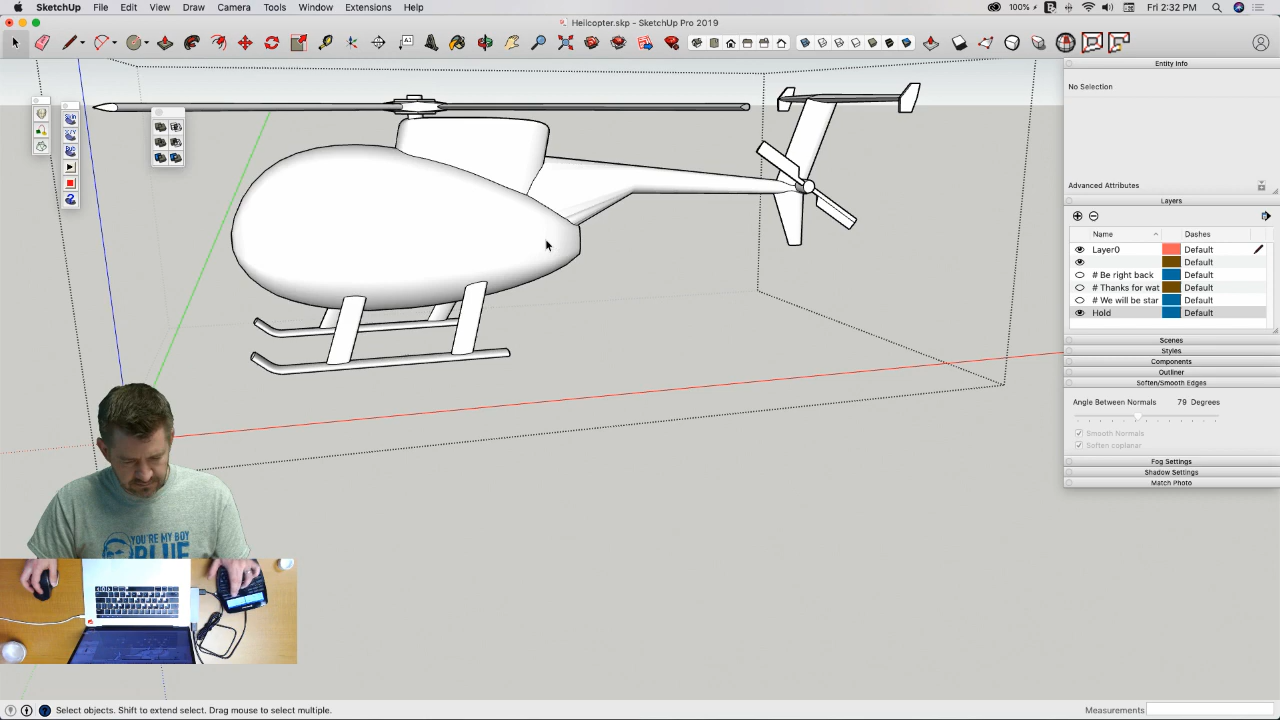 SketchUp File Edit View Draw Camera Tools Window Extensions Help
100% Fri 2:32 PM
Heilcopter.skp - SketchUp Pro 2019
Entity Info
No Selection
Advanced Attributes
Layers
Name Dashes
Layer0 Default
Default
# Be right back Default
# Thanks for wat Default
# We will be star Default
Hold Default
Scenes
Styles
Components
Outliner
Soften/Smooth Edges
Angle Between Normals 79 Degrees
Smooth Normals
Soften coplanar
Fog Settings
Shadow Settings
Match Photo
YOU'RE MY BOY
BLUE
Select objects. Shift to extend select. Drag mouse to select multiple.
Measurements